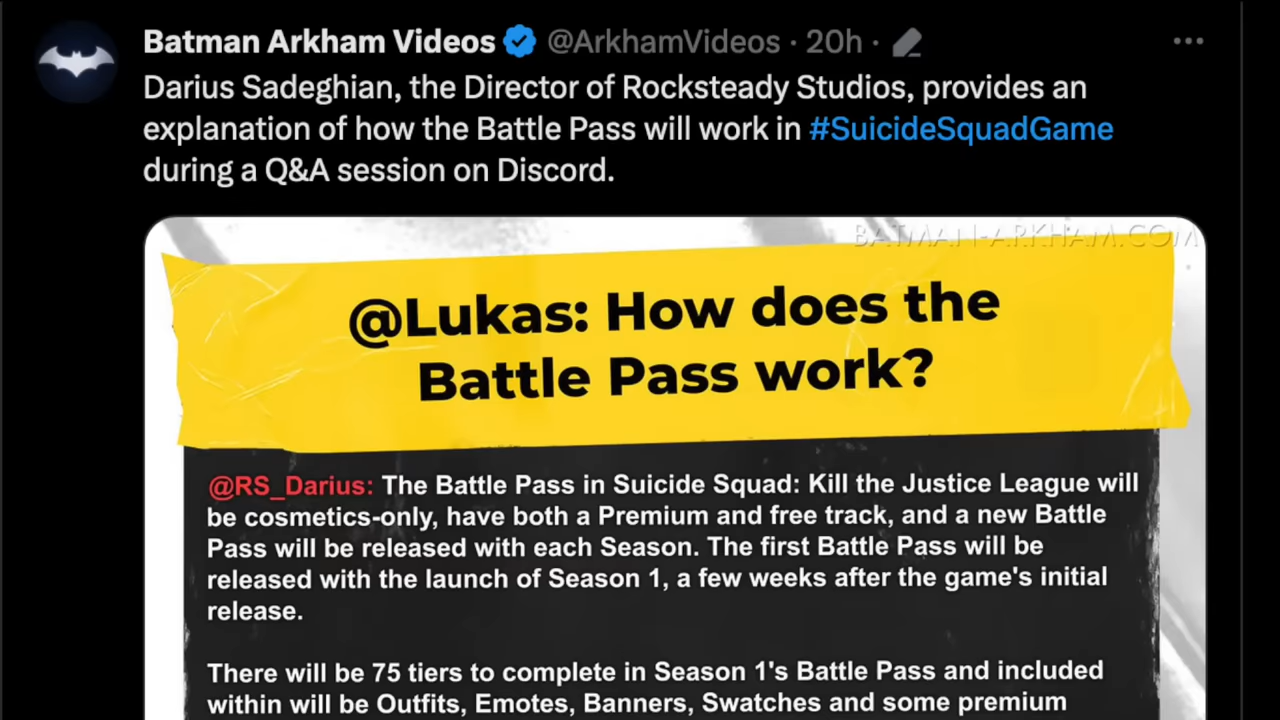 Batman Arkham Videos @ArkhamVideos · 20h ·
Darius Sadeghian, the Director of Rocksteady Studios, provides an
explanation of how the Battle Pass will work in #SuicideSquadGame
during a Q&A session on Discord.
BATMAN-ARKHAM.COM
@Lukas: How does the
Battle Pass work?
@RS_Darius: The Battle Pass in Suicide Squad: Kill the Justice League will
be cosmetics-only, have both a Premium and free track, and a new Battle
Pass will be released with each Season. The first Battle Pass will be
released with the launch of Season 1, a few weeks after the game's initial
release.
There will be 75 tiers to complete in Season 1's Battle Pass and included
within will be Outfits, Emotes, Banners, Swatches and some premium